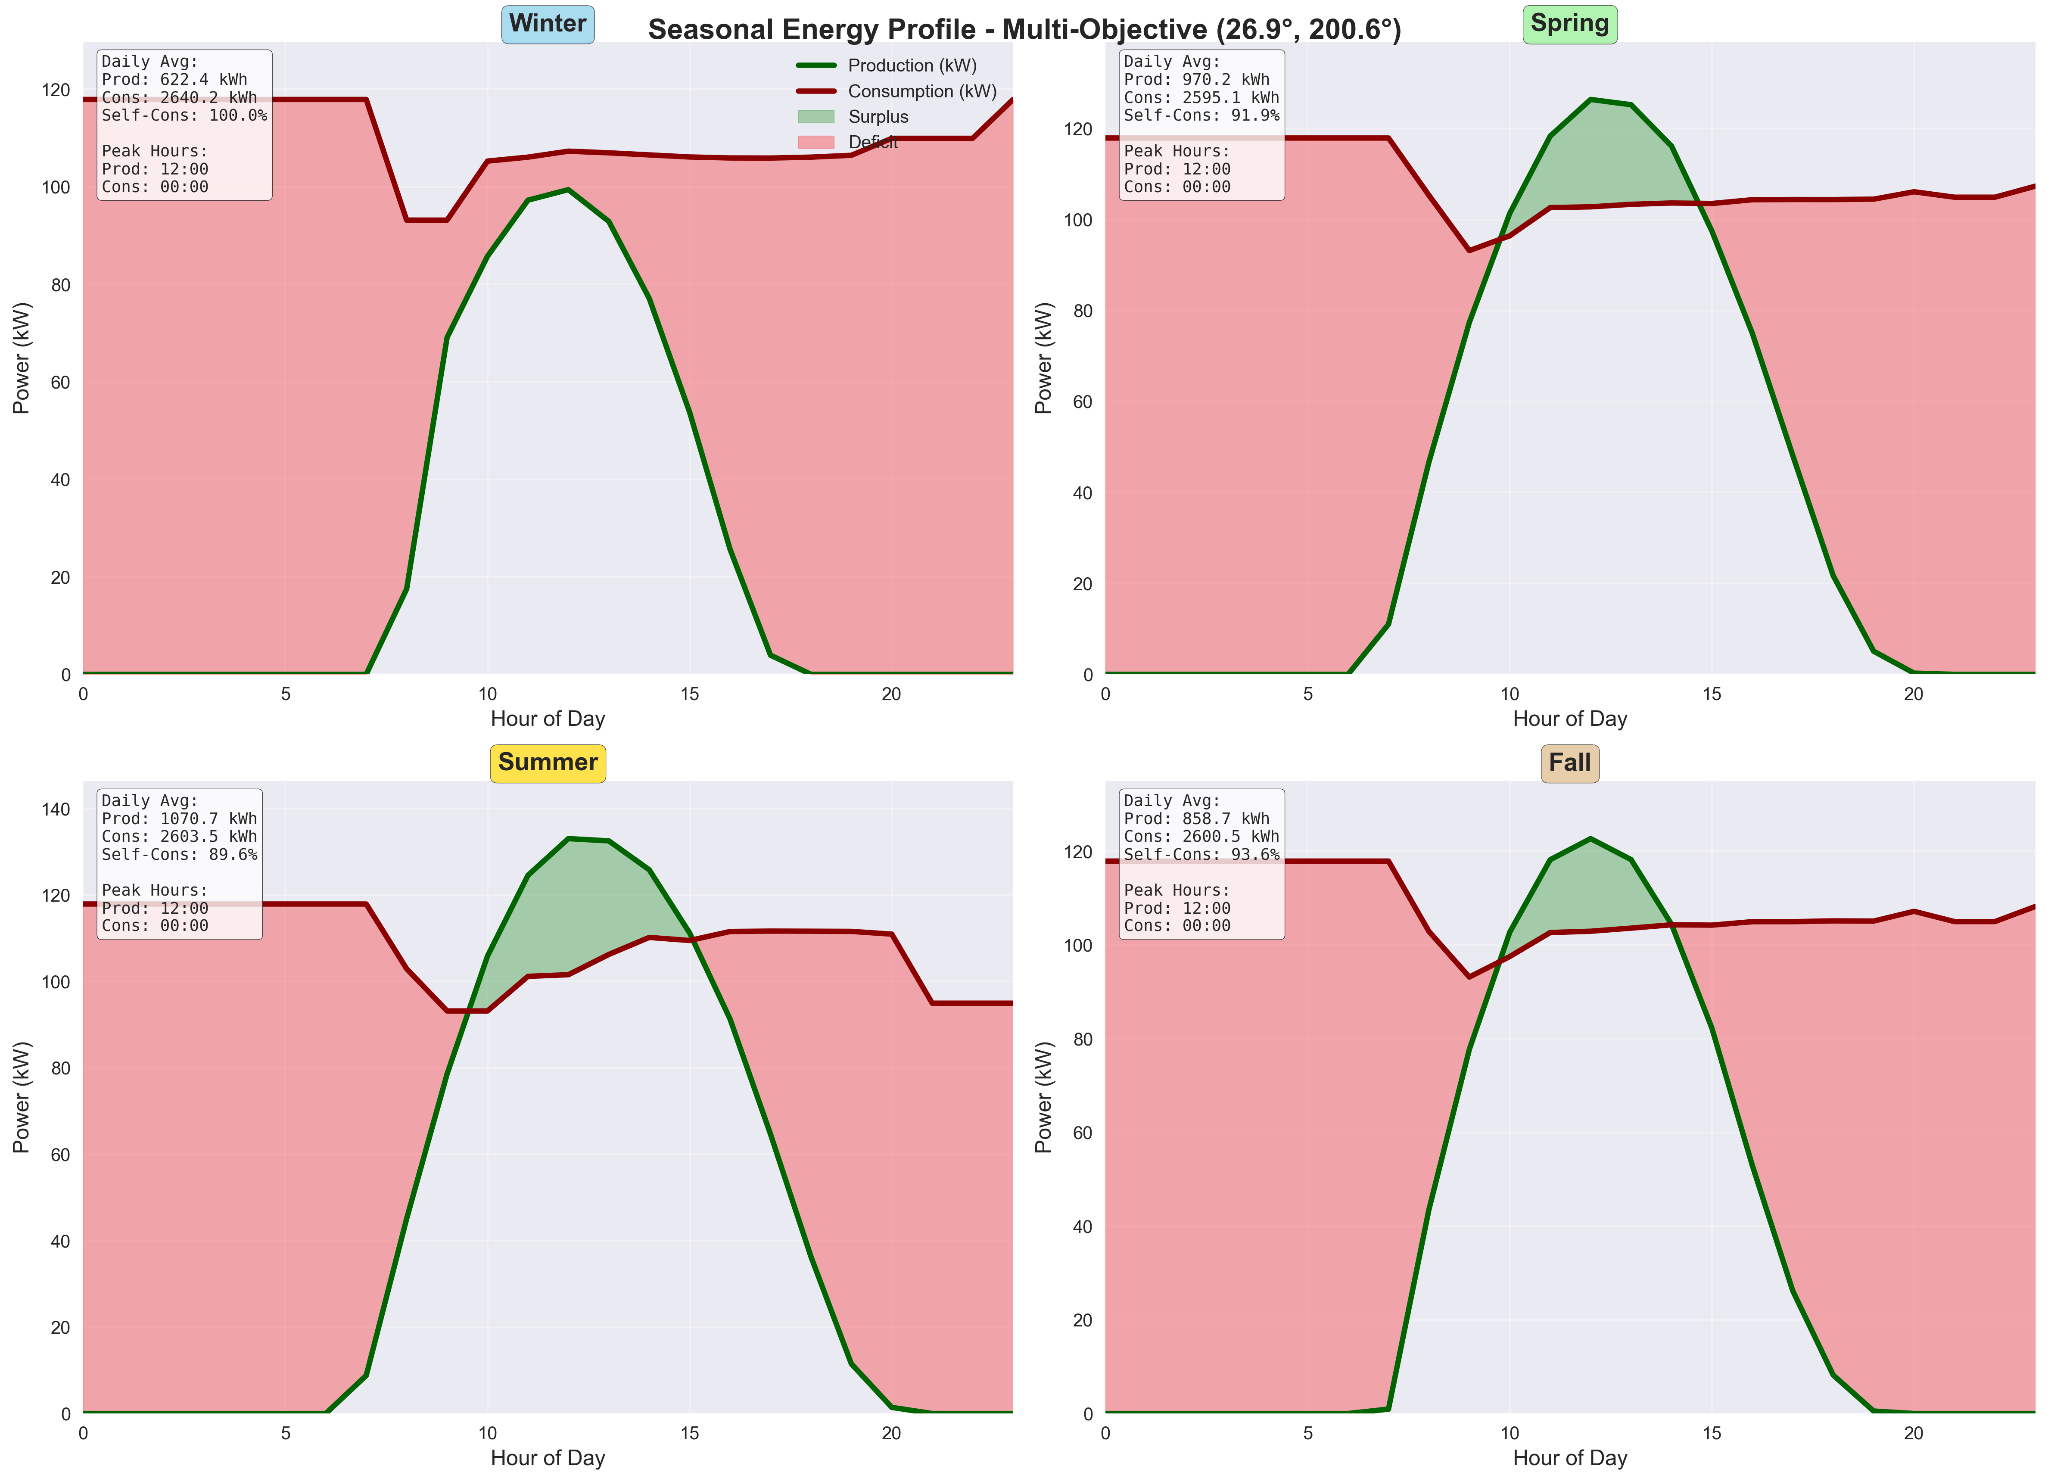 Seasonal Energy Profile - Multi-Objective (26.9°, 200.6°)
Winter
Daily Avg:
Prod: 622.4 kWh
Cons: 2640.2 kWh
Self-Cons: 100.0%
Peak Hours:
Prod: 12:00
Cons: 00:00
Production (kW)
Consumption (kW)
Surplus
Deficit
120
100
80
60
40
20
0
Power (kW)
0 5 10 15 20
Hour of Day
Spring
Daily Avg:
Prod: 970.2 kWh
Cons: 2595.1 kWh
Self-Cons: 91.9%
Peak Hours:
Prod: 12:00
Cons: 00:00
120
100
80
60
40
20
0
Power (kW)
0 5 10 15 20
Hour of Day
Summer
Daily Avg:
Prod: 1070.7 kWh
Cons: 2603.5 kWh
Self-Cons: 89.6%
Peak Hours:
Prod: 12:00
Cons: 00:00
140
120
100
80
60
40
20
0
Power (kW)
0 5 10 15 20
Hour of Day
Fall
Daily Avg:
Prod: 858.7 kWh
Cons: 2600.5 kWh
Self-Cons: 93.6%
Peak Hours:
Prod: 12:00
Cons: 00:00
120
100
80
60
40
20
0
Power (kW)
0 5 10 15 20
Hour of Day